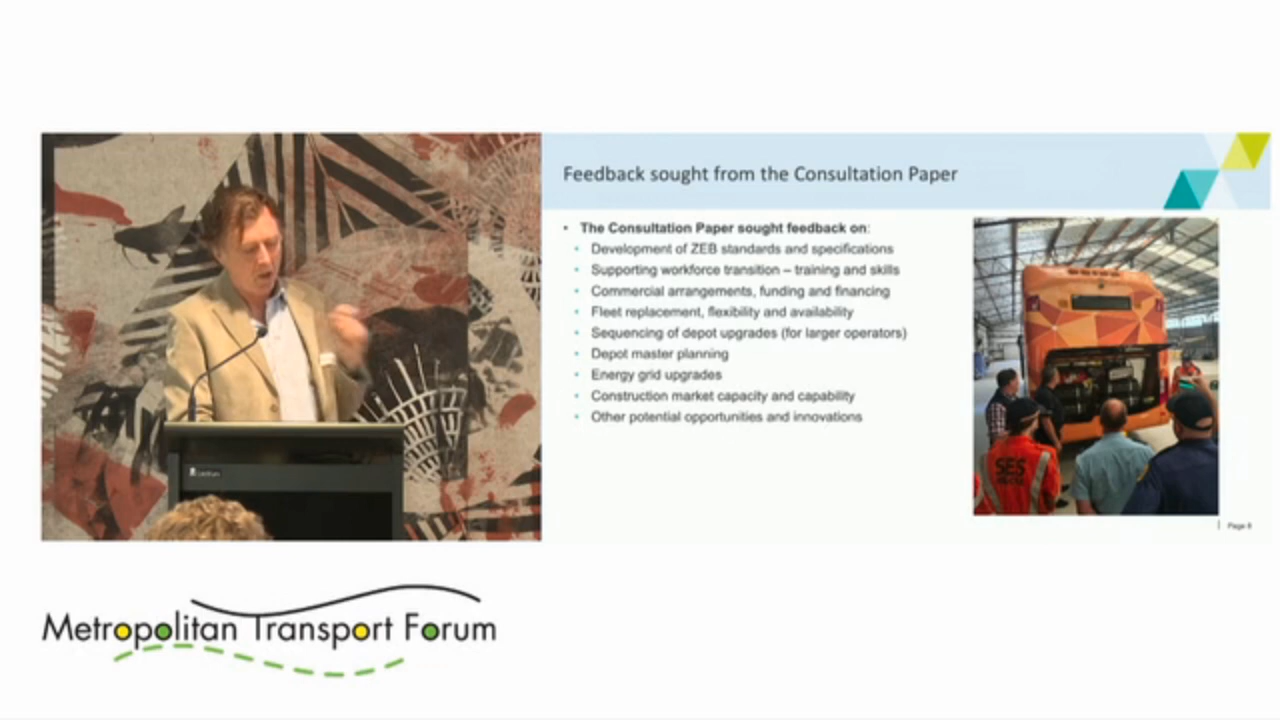 Feedback sought from the Consultation Paper
• The Consultation Paper sought feedback on:
• Development of ZEB standards and specifications
• Supporting workforce transition – training and skills
• Commercial arrangements, funding and financing
• Fleet replacement, flexibility and availability
• Sequencing of depot upgrades (for larger operators)
• Depot master planning
• Energy grid upgrades
• Construction market capacity and capability
• Other potential opportunities and innovations
SES
Page 8
Metropolitan Transport Forum